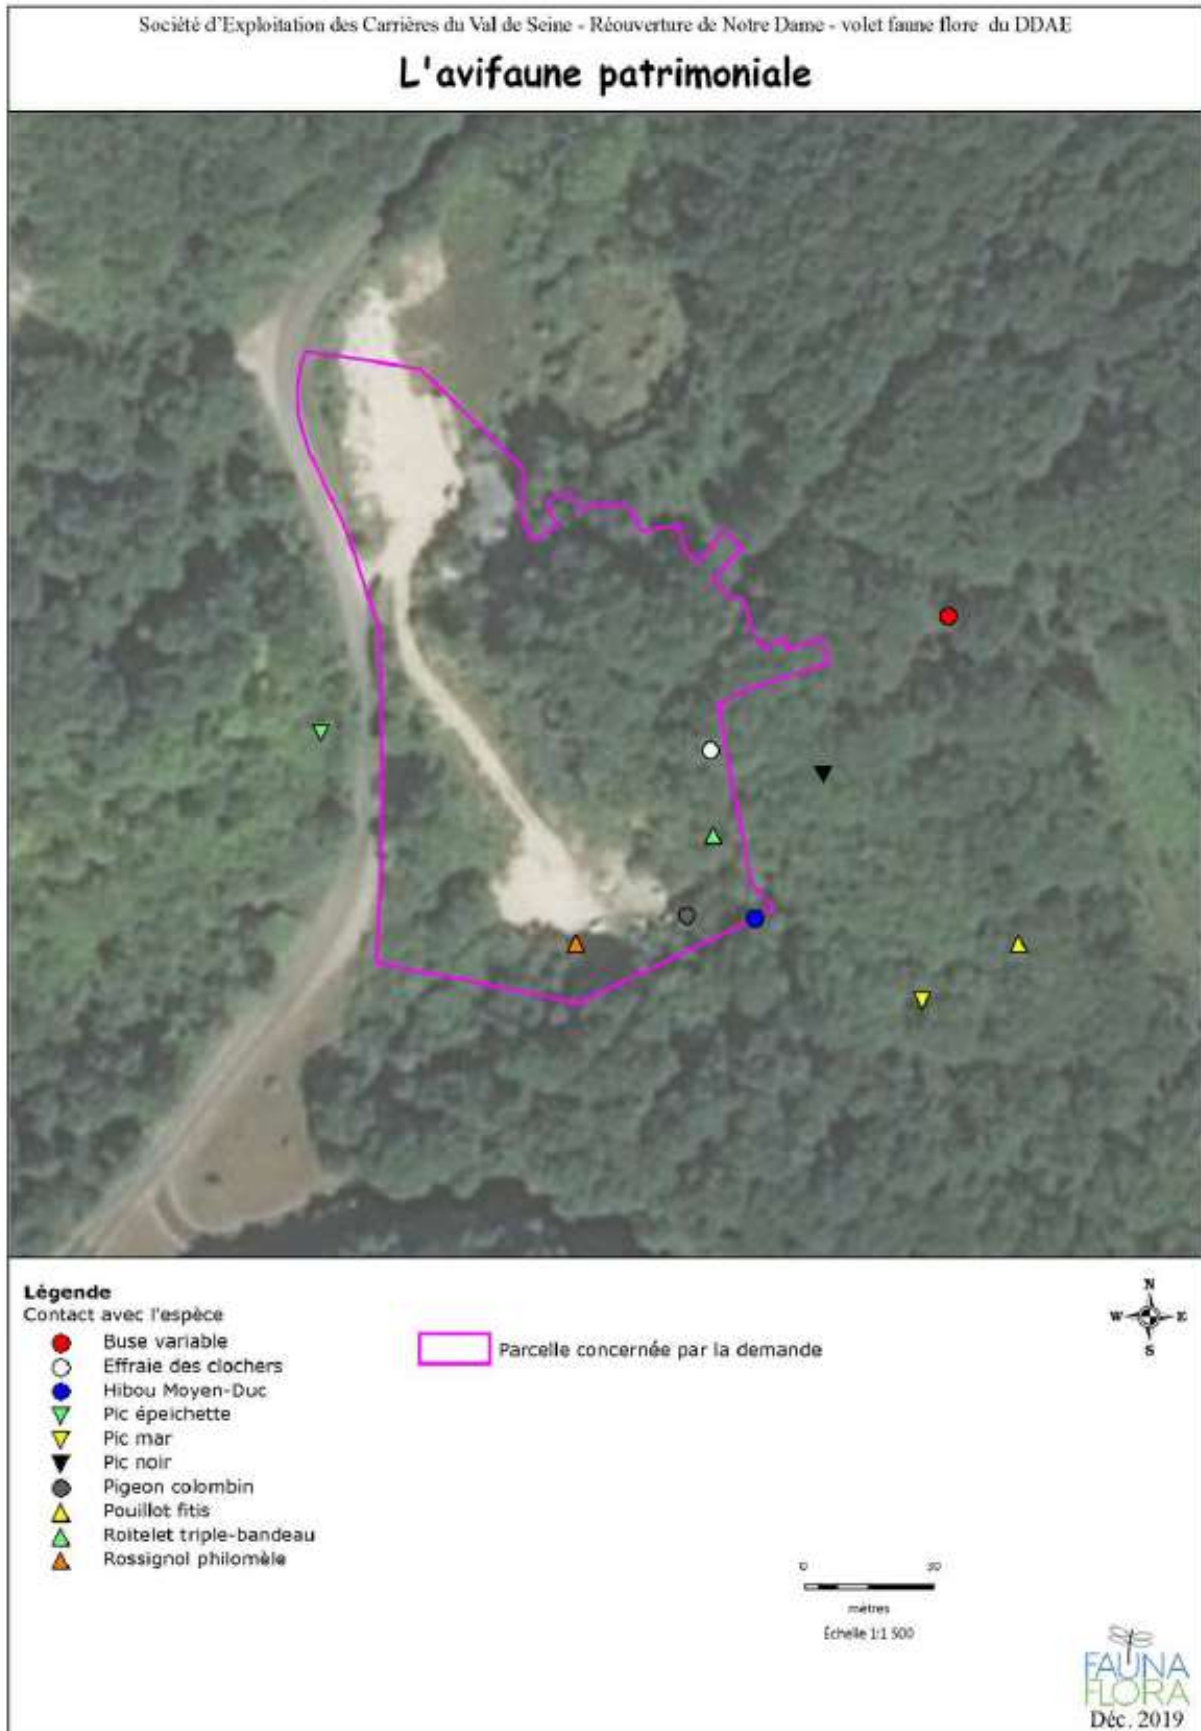 Société d'Exploitation des Carrières du Val de Seine - Réouverture de Notre Dame - volet faune flore du DDAE
L'avifaune patrimoniale
Légende
Contact avec l'espèce
Buse variable
Effraie des clochers
Hibou Moyen-Duc
Pic épeichette
Pic mar
Pic noir
Pigeon colombin
Pouillot fitis
Roitelet triple-bandeau
Rossignol philomèle
Parcelle concernée par la demande
N
W E
S
0 30
mètres
Échelle 1:1 500
FAUNA
FLORA
Déc. 2019